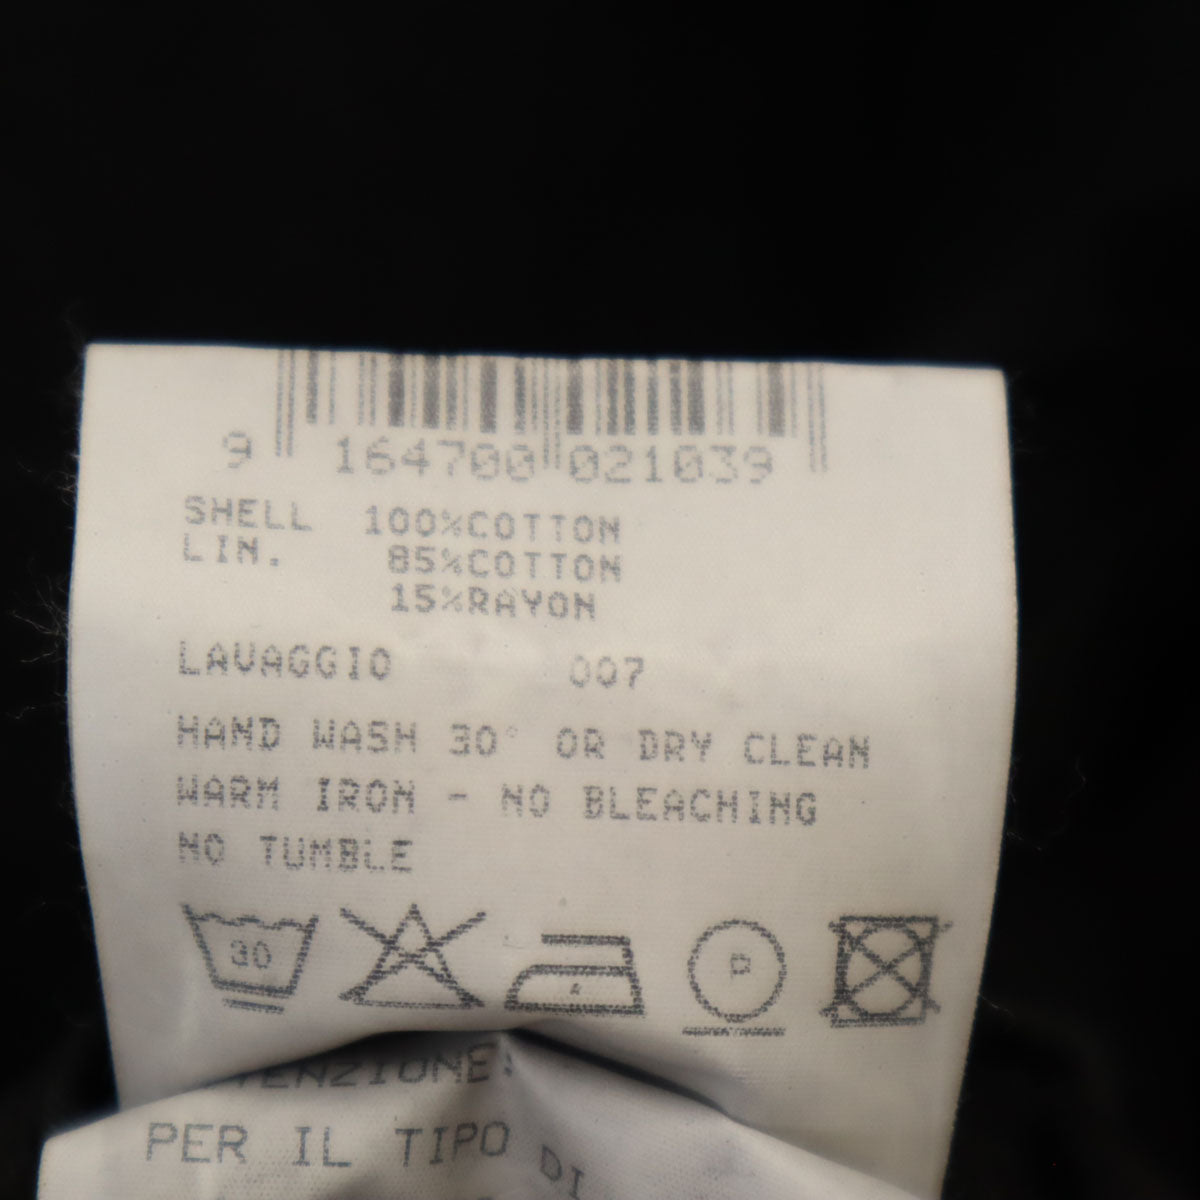 9 164700 021039
SHELL 100%COTTON
LIN. 85%COTTON
15%RAYON
LAVAGGIO 007
HAND WASH 30° OR DRY CLEAN
WARM IRON - NO BLEACHING
NO TUMBLE
30 P
TENZIONE:
PER IL TIPO DI